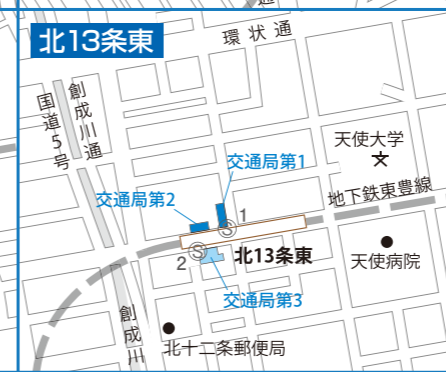 北13条東
環状通
創成川通
国道5号
天使大学
交通局第1
交通局第2
1
地下鉄東豊線
S
S
2
北13条東
天使病院
交通局第3
創成川
北十二条郵便局